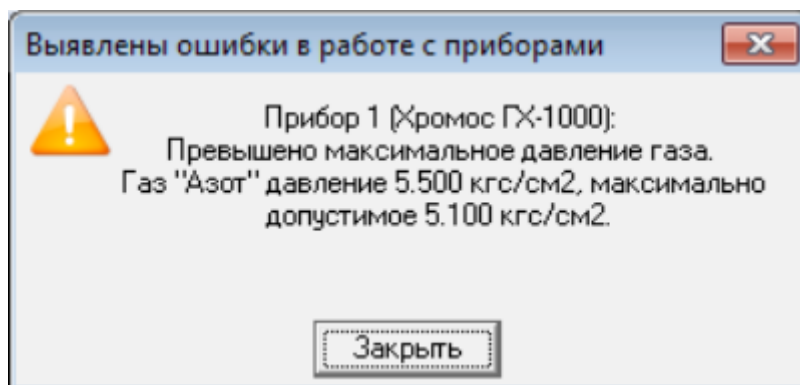 Выявлены ошибки в работе с приборами
Прибор 1 (Хромос ГХ-1000):
Превышено максимальное давление газа.
Газ "Азот" давление 5.500 кгс/см2, максимально
допустимое 5.100 кгс/см2.
Закрыть